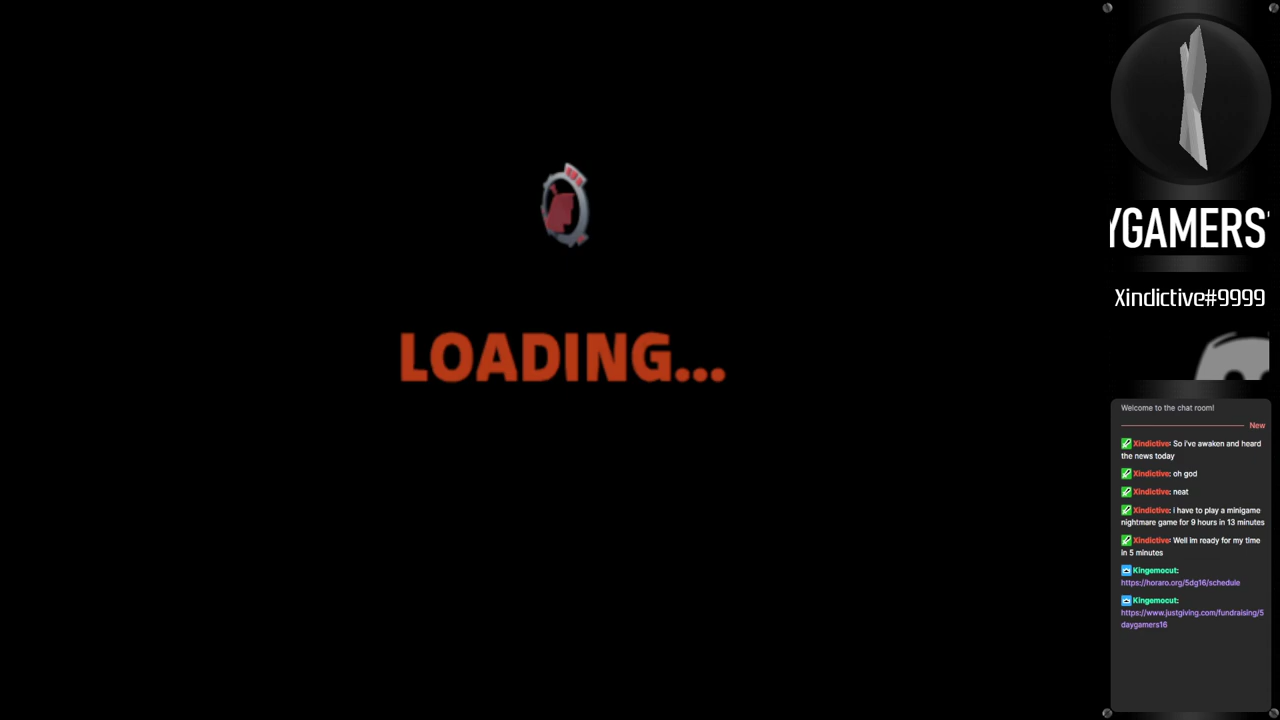 YGAMERS'
Xindictive#9999
LOADING...
Welcome to the chat room!
New
Xindictive: So i've awaken and heard
the news today
Xindictive: oh god
Xindictive: neat
Xindictive: i have to play a minigame
nightmare game for 9 hours in 13 minutes
Xindictive: Well im ready for my time
in 5 minutes
Kingemocut:
https://horaro.org/5dg16/schedule
Kingemocut:
https://www.justgiving.com/fundraising/5
daygamers16